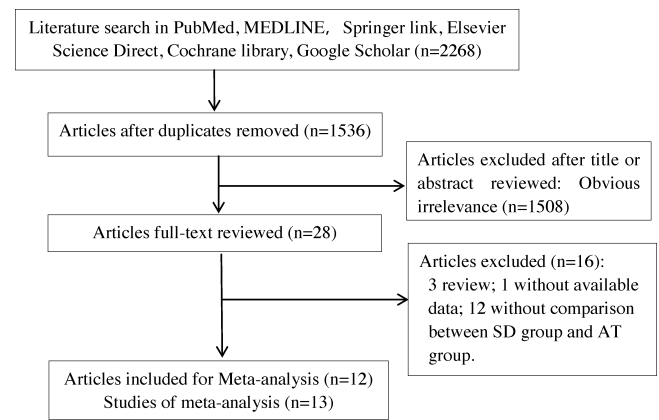 Literature search in PubMed, MEDLINE， Springer link, Elsevier
Science Direct, Cochrane library, Google Scholar (n=2268)
Articles after duplicates removed (n=1536)
Articles excluded after title or
abstract reviewed: Obvious
irrelevance (n=1508)
Articles full-text reviewed (n=28)
Articles excluded (n=16):
3 review; 1 without available
data; 12 without comparison
between SD group and AT
group.
Articles included for Meta-analysis (n=12)
Studies of meta-analysis (n=13)